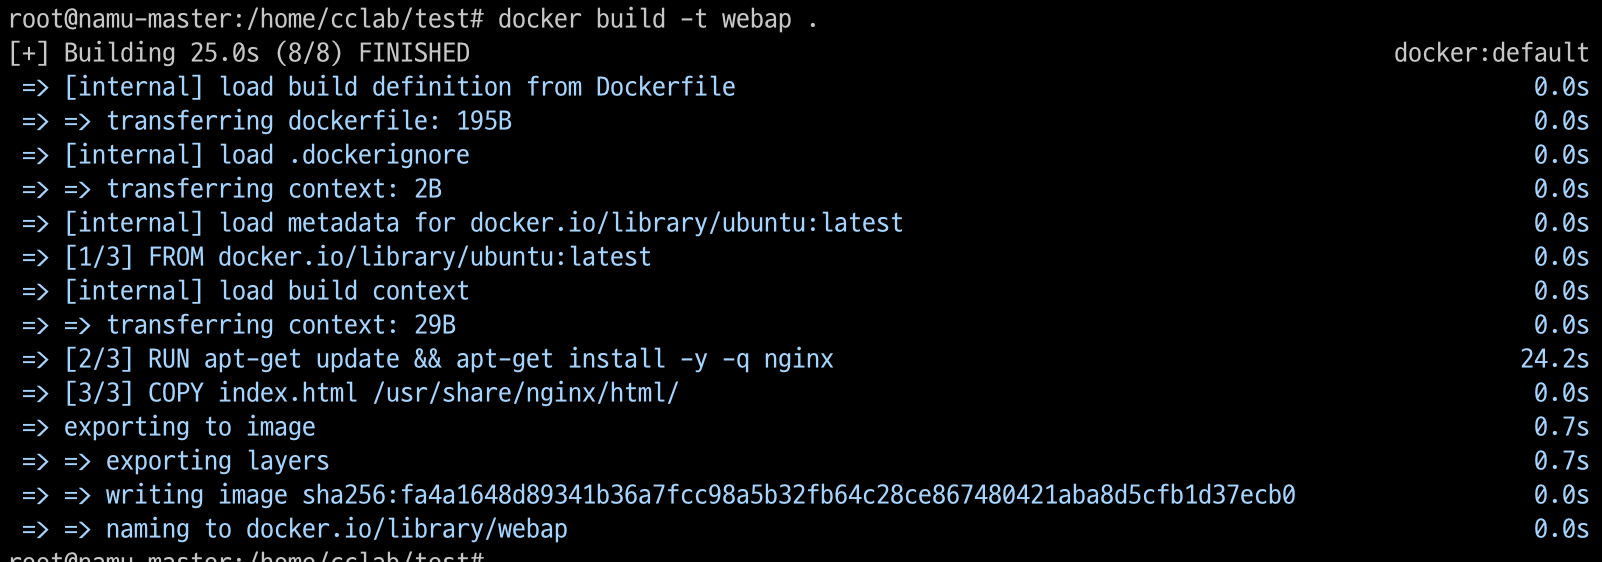 root@namu-master:/home/cclab/test# docker build -t webap .
[+] Building 25.0s (8/8) FINISHED docker:default
=> [internal] load build definition from Dockerfile 0.0s
=> => transferring dockerfile: 195B 0.0s
=> [internal] load .dockerignore 0.0s
=> => transferring context: 2B 0.0s
=> [internal] load metadata for docker.io/library/ubuntu:latest 0.0s
=> [1/3] FROM docker.io/library/ubuntu:latest 0.0s
=> [internal] load build context 0.0s
=> => transferring context: 29B 0.0s
=> [2/3] RUN apt-get update && apt-get install -y -q nginx 24.2s
=> [3/3] COPY index.html /usr/share/nginx/html/ 0.0s
=> exporting to image 0.7s
=> => exporting layers 0.7s
=> => writing image sha256:fa4a1648d89341b36a7fcc98a5b32fb64c28ce867480421aba8d5cfb1d37ecb0 0.0s
=> => naming to docker.io/library/webap 0.0s
root@namu-master:/home/cclab/test#